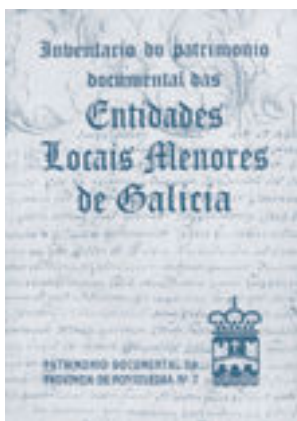 Inventario do patrimonio
documental das
Entidades
Locais Menores
de Galicia
PATRIMONIO DOCUMENTAL DA
PROVINCIA DE PONTEVEDRA Nº 7